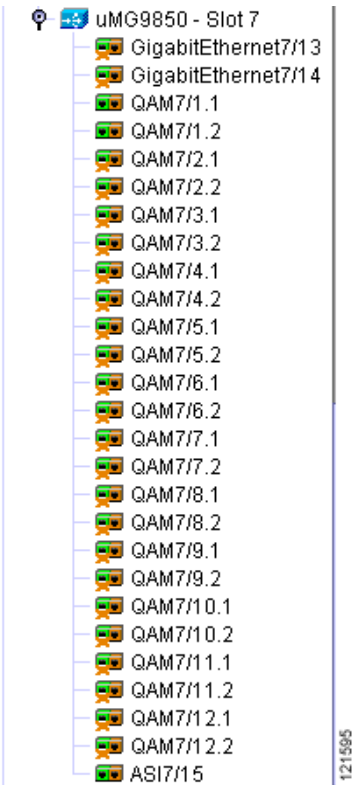 uMG9850 - Slot 7
GigabitEthernet7/13
GigabitEthernet7/14
QAM7/1.1
QAM7/1.2
QAM7/2.1
QAM7/2.2
QAM7/3.1
QAM7/3.2
QAM7/4.1
QAM7/4.2
QAM7/5.1
QAM7/5.2
QAM7/6.1
QAM7/6.2
QAM7/7.1
QAM7/7.2
QAM7/8.1
QAM7/8.2
QAM7/9.1
QAM7/9.2
QAM7/10.1
QAM7/10.2
QAM7/11.1
QAM7/11.2
QAM7/12.1
QAM7/12.2
ASI7/15
121595